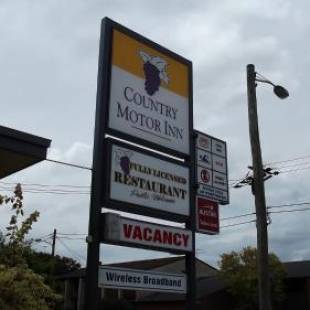 COUNTRY
MOTOR INN
FULLY LICENSED
RESTAURANT
Public Welcome
VACANCY
Wireless Broadband